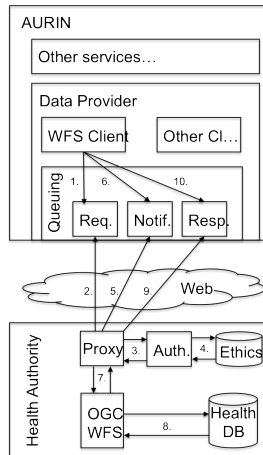 AURIN
Other services…
Data Provider
WFS Client
Other Cl…
Queuing
1.
6.
10.
Req.
Notif.
Resp.
2.
5.
9.
Web
Health Authority
Proxy
3.
Auth.
4.
Ethics
7.
OGC
WFS
8.
Health
DB